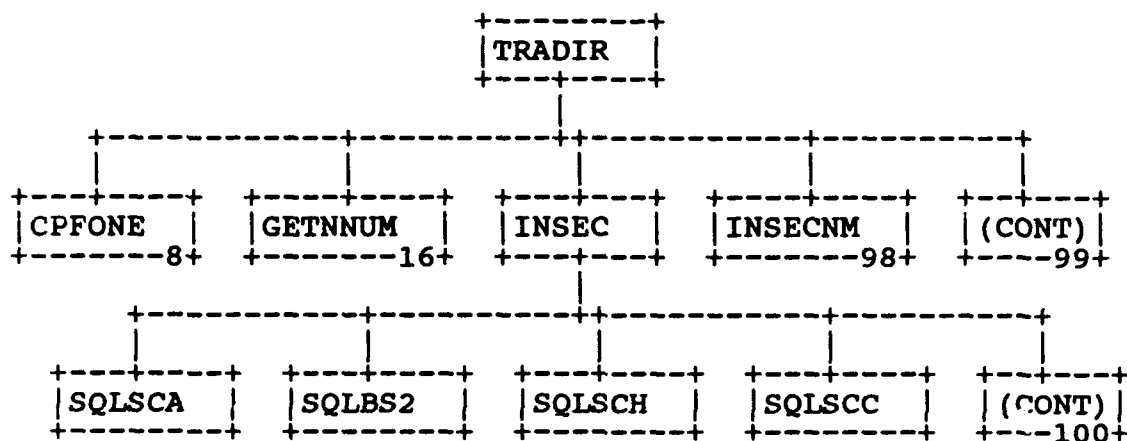 TRADIR
CPFONE GETNNUM INSEC INSECNM (CONT)
8 16 98 99
SQLSCA SQLBS2 SQLSCH SQLSCC (CONT)
100